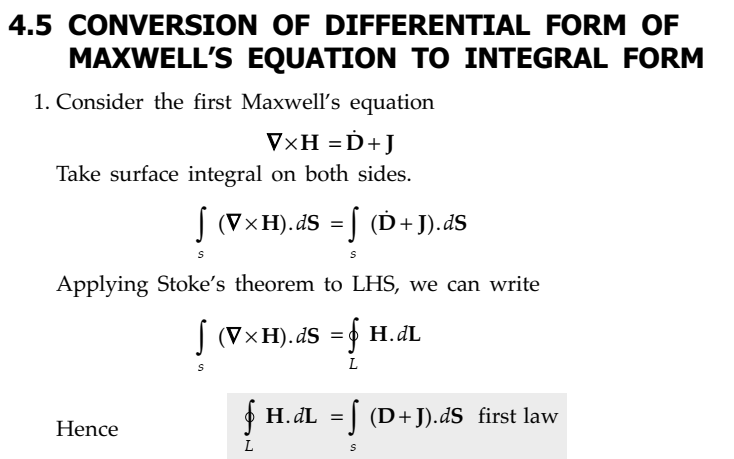 4.5 CONVERSION OF DIFFERENTIAL FORM OF
MAXWELL'S EQUATION TO INTEGRAL FORM
1. Consider the first Maxwell's equation
∇×H = Ḋ+J
Take surface integral on both sides.
∫s (∇×H).dS = ∫s (Ḋ+J).dS
Applying Stoke's theorem to LHS, we can write
∫s (∇×H).dS = ∮L H.dL
Hence ∮L H.dL = ∫s (D+J).dS first law